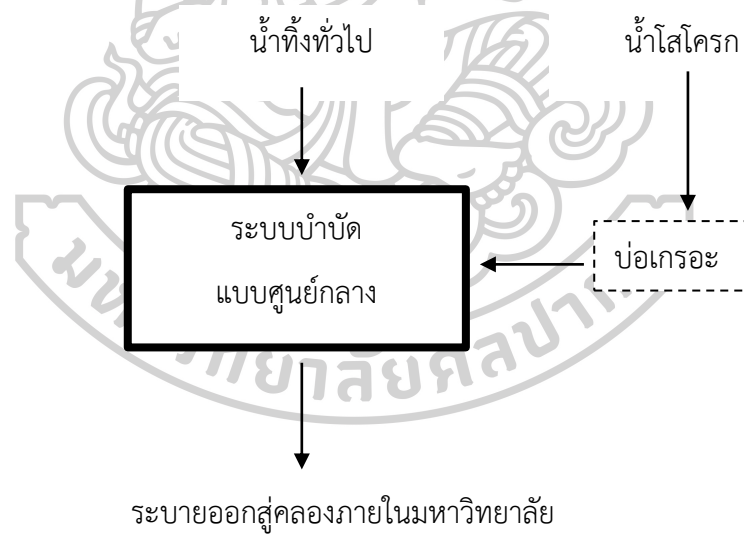 น้ำทิ้งทั่วไป
น้ำโสโครก
ระบบบำบัด
แบบศูนย์กลาง
บ่อเกรอะ
ระบายออกสู่คลองภายในมหาวิทยาลัย